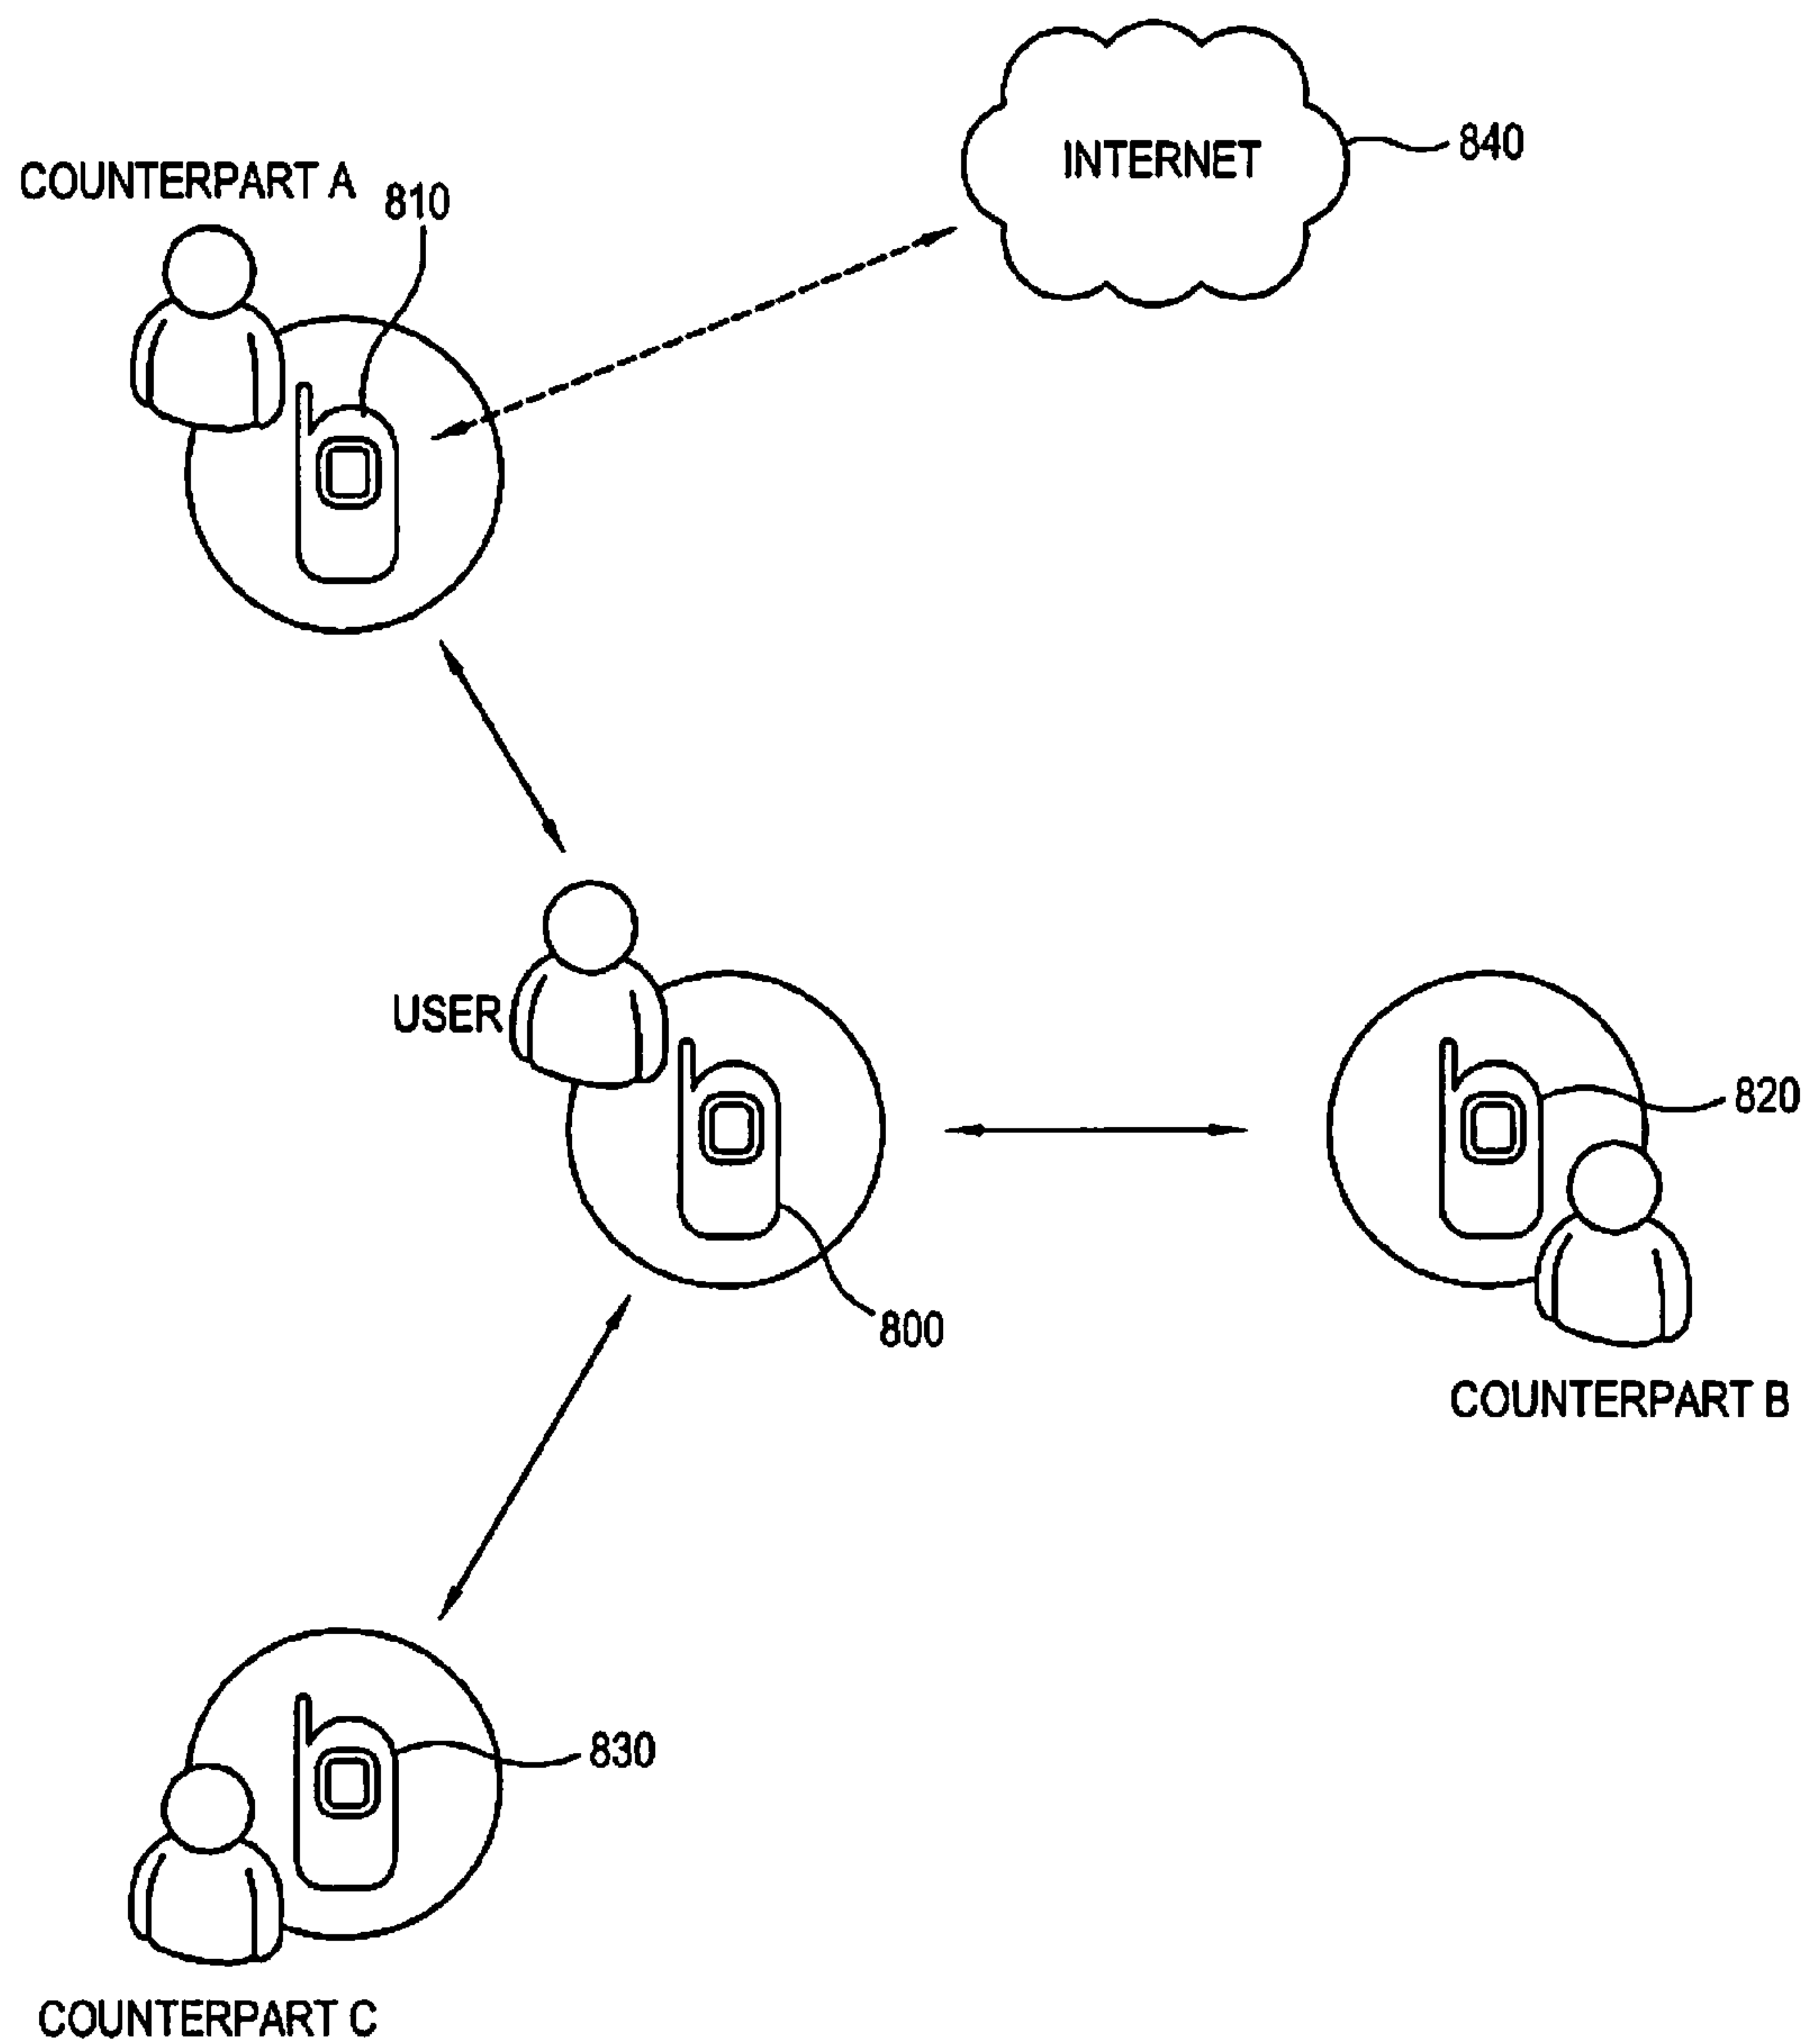 INTERNET
840
COUNTERPART A
810
USER
820
800
COUNTERPART B
830
COUNTERPART C